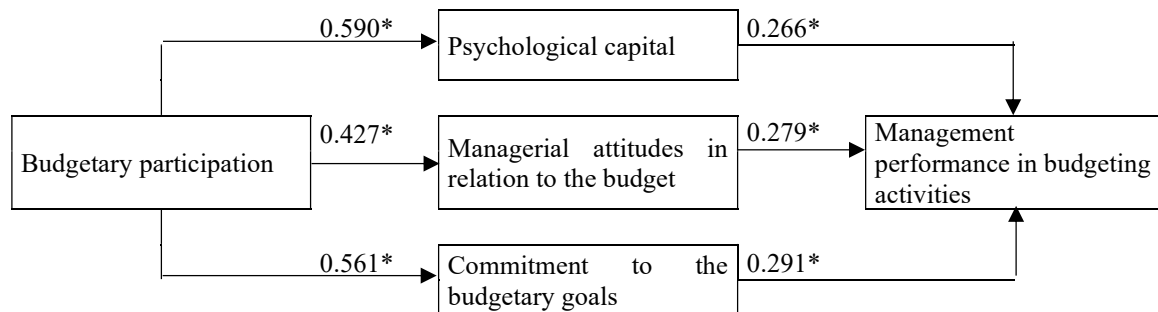 0.590*
Psychological capital
0.266*
Budgetary participation
0.427*
Managerial attitudes in
relation to the budget
0.279*
Management
performance in budgeting
activities
0.561*
Commitment to the
budgetary goals
0.291*